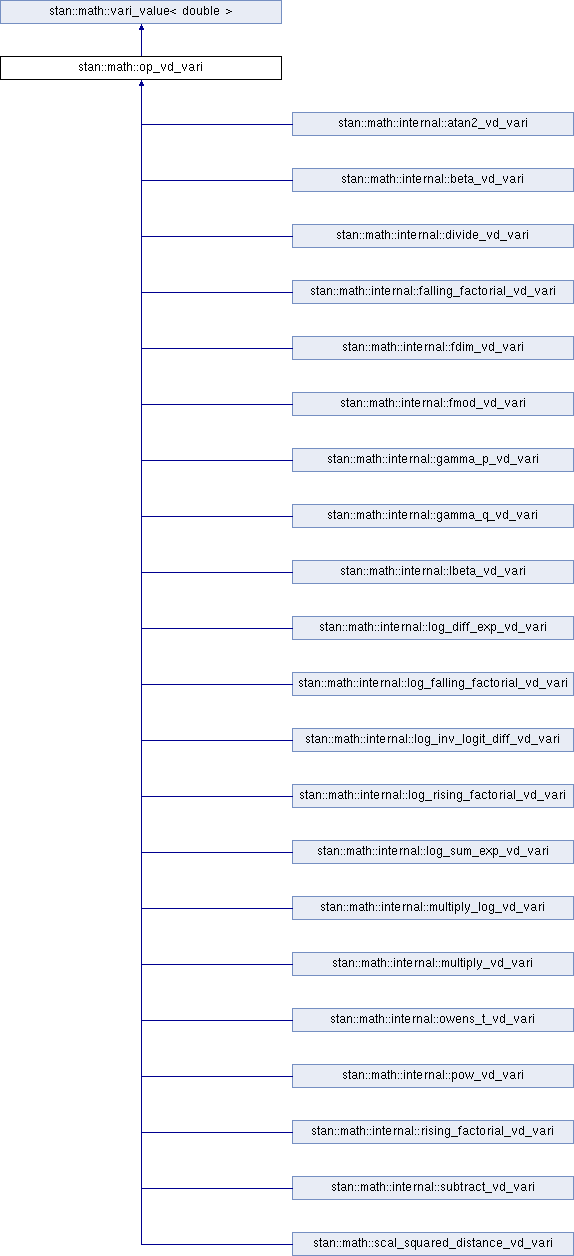 stan::math::vari_value< double >
stan::math::op_vd_vari
stan::math::internal::atan2_vd_vari
stan::math::internal::beta_vd_vari
stan::math::internal::divide_vd_vari
stan::math::internal::falling_factorial_vd_vari
stan::math::internal::fdim_vd_vari
stan::math::internal::fmod_vd_vari
stan::math::internal::gamma_p_vd_vari
stan::math::internal::gamma_q_vd_vari
stan::math::internal::lbeta_vd_vari
stan::math::internal::log_diff_exp_vd_vari
stan::math::internal::log_falling_factorial_vd_vari
stan::math::internal::log_inv_logit_diff_vd_vari
stan::math::internal::log_rising_factorial_vd_vari
stan::math::internal::log_sum_exp_vd_vari
stan::math::internal::multiply_log_vd_vari
stan::math::internal::multiply_vd_vari
stan::math::internal::owens_t_vd_vari
stan::math::internal::pow_vd_vari
stan::math::internal::rising_factorial_vd_vari
stan::math::internal::subtract_vd_vari
stan::math::scal_squared_distance_vd_vari